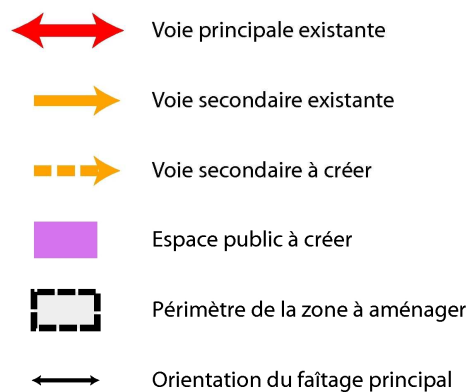 Voie principale existante
Voie secondaire existante
Voie secondaire à créer
Espace public à créer
Périmètre de la zone à aménager
Orientation du faîtage principal